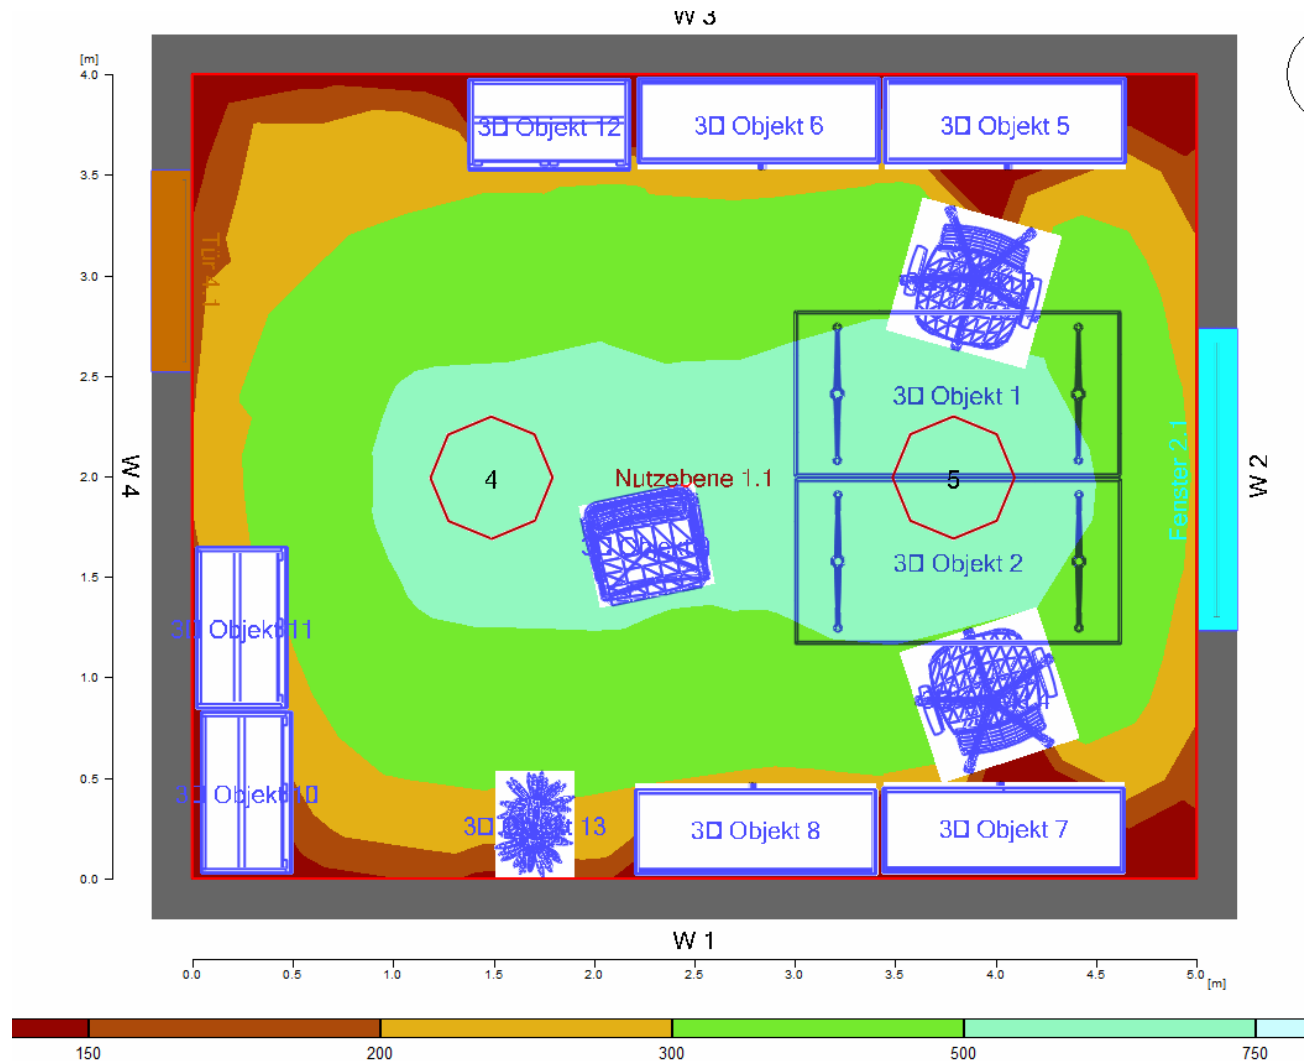 W 3
[m]
4.0
3.5
3.0
2.5
2.0
1.5
1.0
0.5
0.0
3D Objekt 12
3D Objekt 6
3D Objekt 5
Tür 4.1
3D Objekt 1
W 4
4
Nutzebene 1.1
5
Fenster 2.1
W 2
3D Objekt 2
3D Objekt 11
3D Objekt 10
3D Objekt 13
3D Objekt 8
3D Objekt 7
W 1
0.0 0.5 1.0 1.5 2.0 2.5 3.0 3.5 4.0 4.5 5.0
[m]
150 200 300 500 750